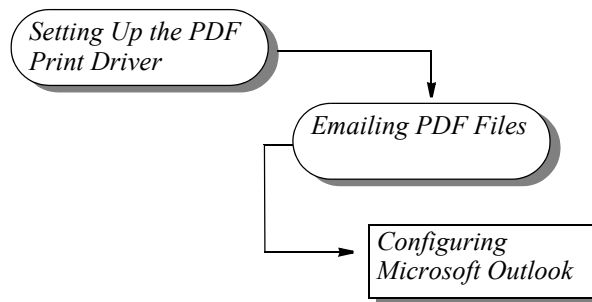 Setting Up the PDF
Print Driver
Emailing PDF Files
Configuring
Microsoft Outlook